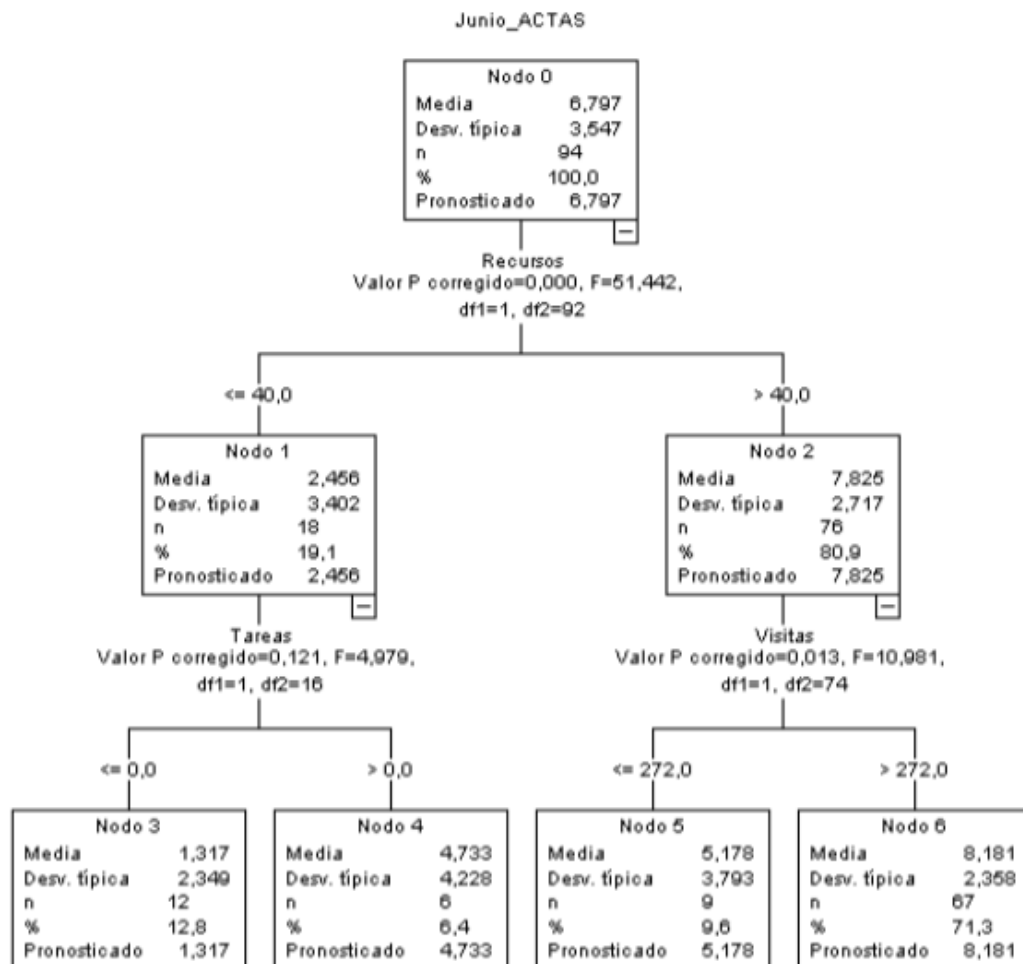 Junio_ACTAS
Nodo 0
Media 6,797
Desv. típica 3,547
n 94
% 100,0
Pronosticado 6,797
Recursos
Valor P corregido=0,000, F=51,442,
df1=1, df2=92
<= 40,0
> 40,0
Nodo 1
Media 2,456
Desv. típica 3,402
n 18
% 19,1
Pronosticado 2,456
Nodo 2
Media 7,825
Desv. típica 2,717
n 76
% 80,9
Pronosticado 7,825
Tareas
Valor P corregido=0,121, F=4,979,
df1=1, df2=16
Visitas
Valor P corregido=0,013, F=10,981,
df1=1, df2=74
<= 0,0
> 0,0
<= 272,0
> 272,0
Nodo 3
Media 1,317
Desv. típica 2,349
n 12
% 12,8
Pronosticado 1,317
Nodo 4
Media 4,733
Desv. típica 4,228
n 6
% 6,4
Pronosticado 4,733
Nodo 5
Media 5,178
Desv. típica 3,793
n 9
% 9,6
Pronosticado 5,178
Nodo 6
Media 8,181
Desv. típica 2,358
n 67
% 71,3
Pronosticado 8,181